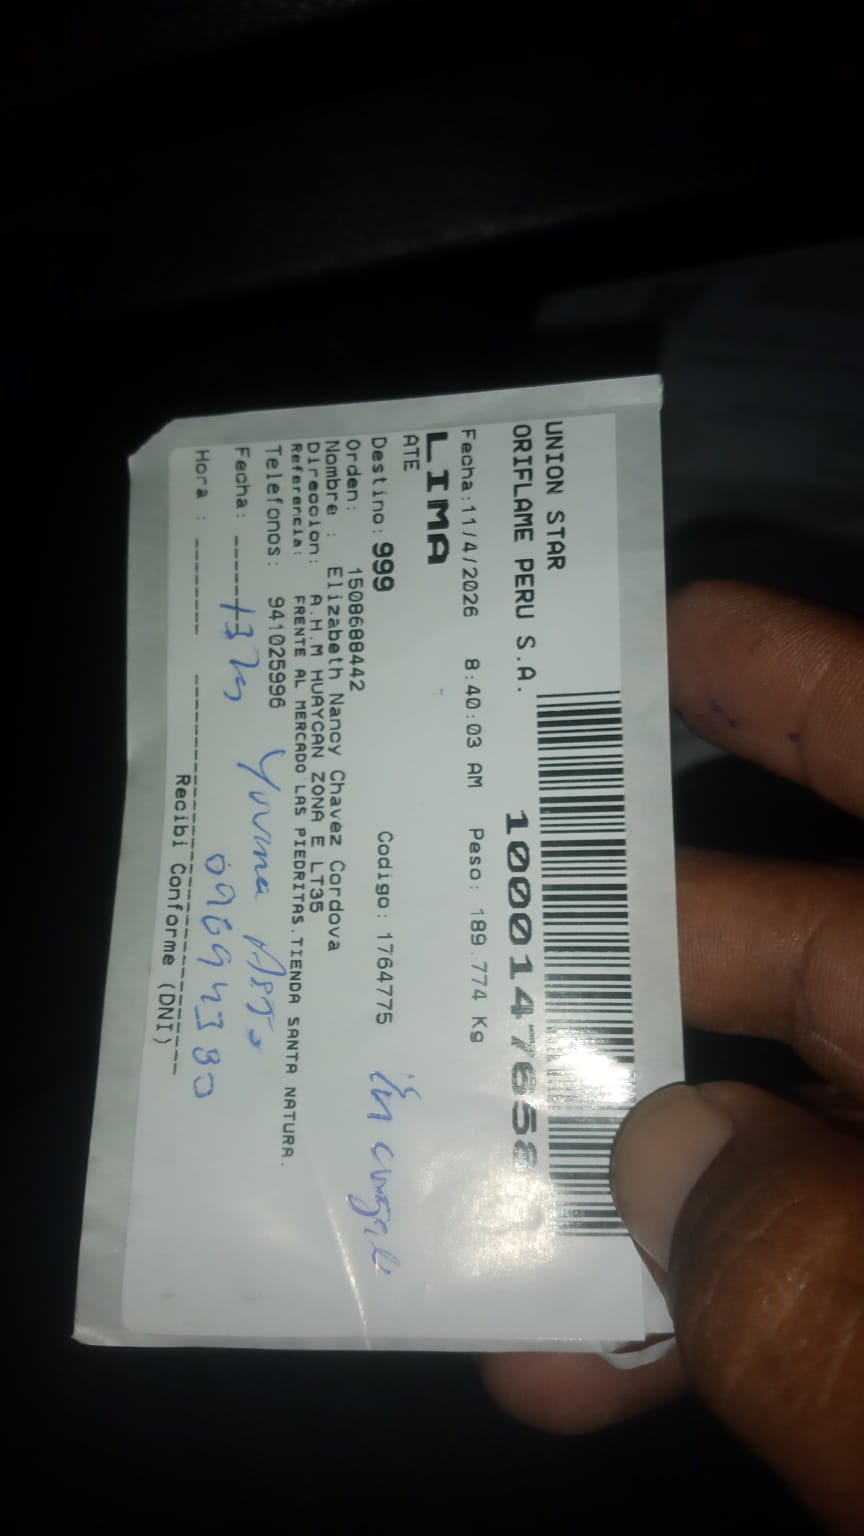 UNION STAR
ORIFLAME PERU S.A. 1000147658
Fecha:11/4/2026 8:40:03 AM Peso: 189.774 Kg
LIMA
ATE
Destino: 999 Codigo: 1764775
Orden: 1508688442
Nombre : Elizabeth Nancy Chavez Cordova
Direccion: A.H.M HUAYCAN ZONA E LT35
Referencia: FRENTE AL MERCADO LAS PIEDRITAS.TIENDA SANTA NATURA.
Telefonos: 941025996
Fecha:
Hora :
Recibi Conforme (DNI)